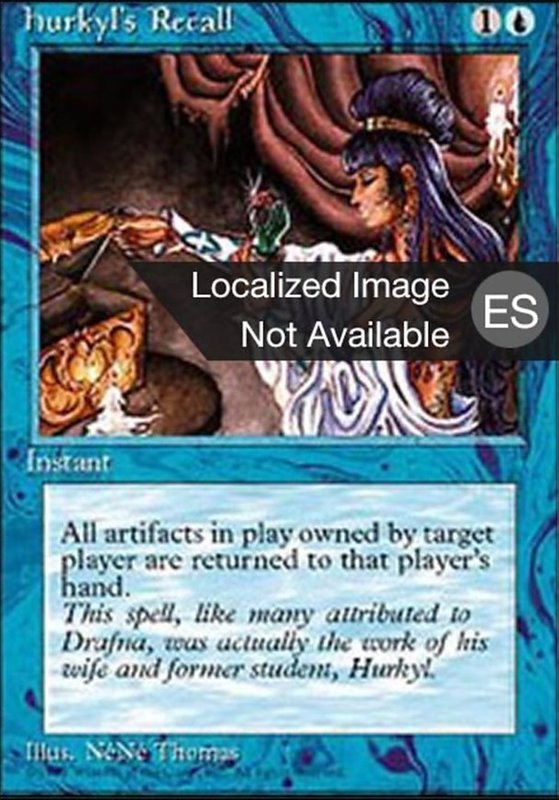 Hurkyl's Recall
1
Localized Image
Not Available
ES
Instant
All artifacts in play owned by target
player are returned to that player's
hand.
This spell, like many attributed to
Drafna, was actually the work of his
wife and former student, Hurkyl.
Illus. NéNé Thomas